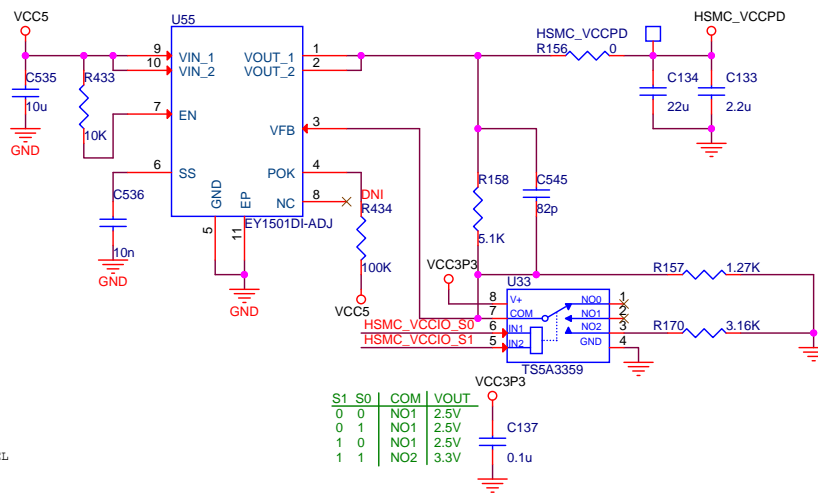 VCC5
U55
HSMC_VCCPD
HSMC_VCCPD
R156
0
9
10
VIN_1
VIN_2
VOUT_1
VOUT_2
1
2
C535
10u
GND
R433
10K
7
EN
VFB
3
C134
22u
C133
2.2u
6
SS
POK
4
NC
8
DNI
R434
100K
VCC5
C536
10n
GND
GND
EP
5
11
EY1501DI-ADJ
GND
R158
5.1K
C545
82p
VCC3P3
U33
R157
1.27K
8
V+
NO0
1
7
COM
NO1
2
HSMC_VCCIO_S0
6
IN1
NO2
3
R170
3.16K
HSMC_VCCIO_S1
5
IN2
GND
4
TS5A3359
VCC3P3
C137
0.1u
GND
S1 S0 COM VOUT
0 0 NO1 2.5V
0 1 NO1 2.5V
1 0 NO1 2.5V
1 1 NO2 3.3V